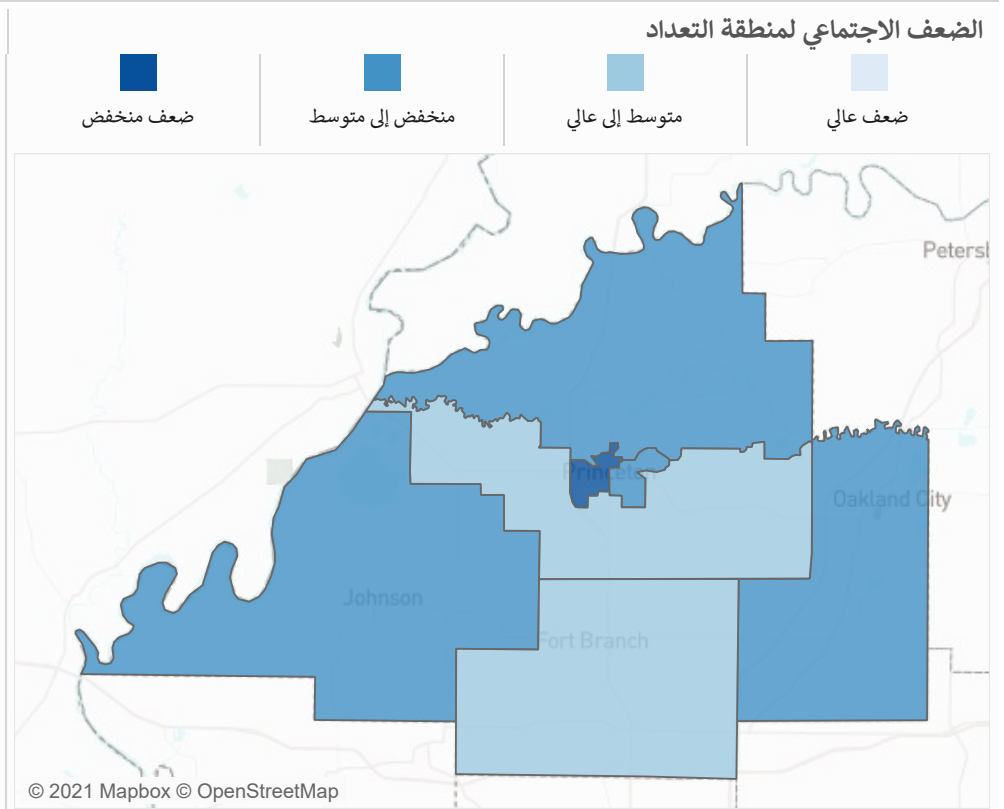 الضعف الاجتماعي لمنطقة التعداد
ضعف عالي
متوسط إلى عالي
منخفض إلى متوسط
ضعف منخفض
Petersl
Princeton
Oakland City
Johnson
Fort Branch
© 2021 Mapbox © OpenStreetMap